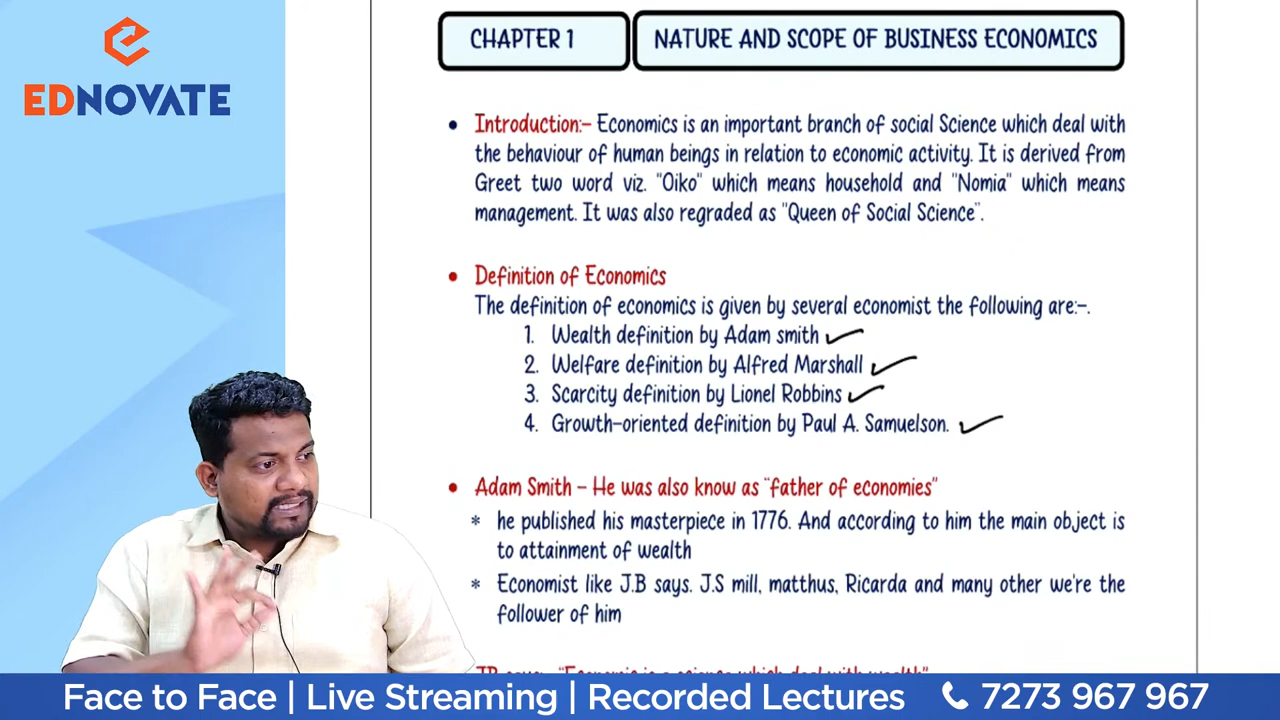 EDNOVATE
CHAPTER 1
NATURE AND SCOPE OF BUSINESS ECONOMICS
• Introduction:- Economics is an important branch of social Science which deal with
the behaviour of human beings in relation to economic activity. It is derived from
Greet two word viz. "Oiko" which means household and "Nomia" which means
management. It was also regraded as "Queen of Social Science".
• Definition of Economics
The definition of economics is given by several economist the following are:-.
1. Wealth definition by Adam smith
2. Welfare definition by Alfred Marshall
3. Scarcity definition by Lionel Robbins
4. Growth-oriented definition by Paul A. Samuelson.
• Adam Smith – He was also know as "father of economies"
* he published his masterpiece in 1776. And according to him the main object is
to attainment of wealth
* Economist like J.B says. J.S mill, matthus, Ricarda and many other we're the
follower of him
"Economic is a science which deal with wealth"
Face to Face | Live Streaming | Recorded Lectures 7273 967 967